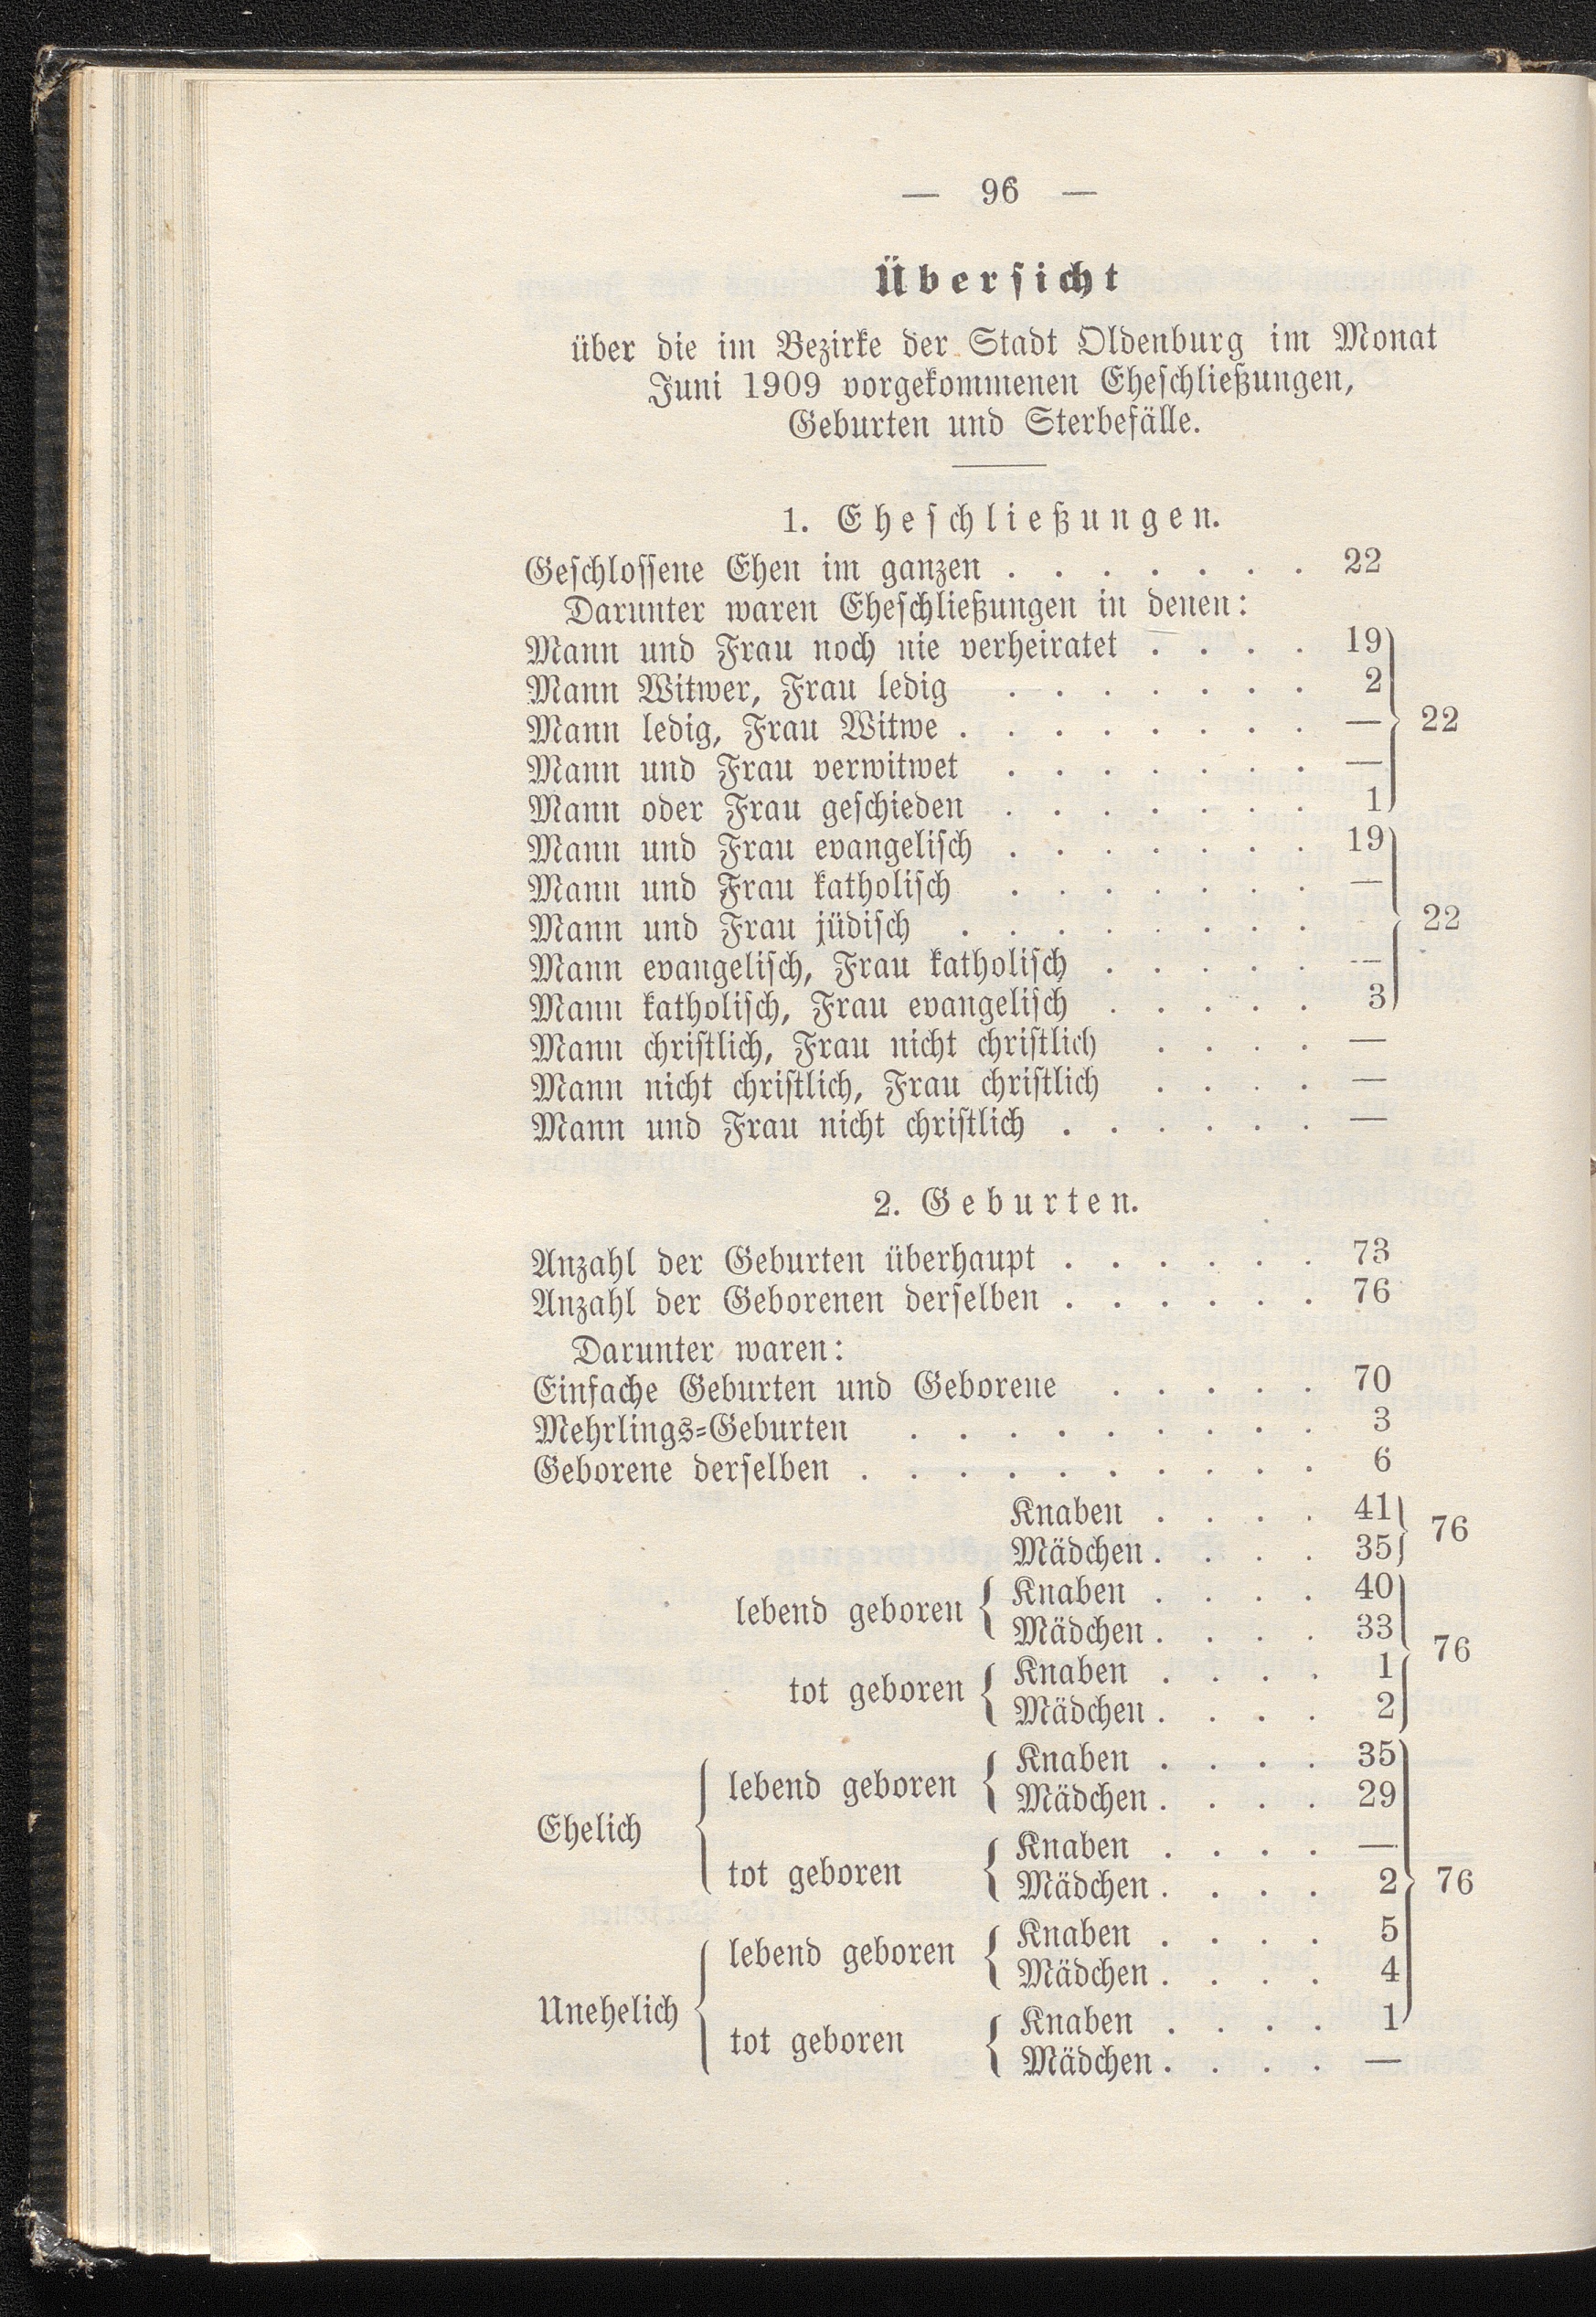 — 96 —
Übersicht
über die im Bezirke der Stadt Oldenburg im Monat
Juni 1909 vorgekommenen Eheschließungen,
Geburten und Sterbefälle.
1. Eheschließungen.
Geschlossene Ehen im ganzen . . . . . . . 22
Darunter waren Eheschließungen in denen:
Mann und Frau noch nie verheiratet . . . . 19
Mann Witwer, Frau ledig . . . . . . . 2
Mann ledig, Frau Witwe . . . . . . . . — 22
Mann und Frau verwitwet . . . . . . . —
Mann oder Frau geschieden . . . . . . . 1
Mann und Frau evangelisch . . . . . . . 19
Mann und Frau katholisch . . . . . . . —
Mann und Frau jüdisch . . . . . . . . 22
Mann evangelisch, Frau katholisch . . . . . —
Mann katholisch, Frau evangelisch . . . . . 3
Mann christlich, Frau nicht christlich . . . . —
Mann nicht christlich, Frau christlich . . . . —
Mann und Frau nicht christlich . . . . . . —
2. Geburten.
Anzahl der Geburten überhaupt . . . . . . 73
Anzahl der Geborenen derselben . . . . . . 76
Darunter waren:
Einfache Geburten und Geborene . . . . . 70
Mehrlings-Geburten . . . . . . . . . 3
Geborene derselben . . . . . . . . . . 6
Knaben . . . . 41
76
Mädchen . . . . 35
Knaben . . . . 40
lebend geboren
Mädchen . . . . 33
76
Knaben . . . . 1
tot geboren
Mädchen . . . . 2
Knaben . . . . 35
lebend geboren
Mädchen . . . . 29
Ehelich
Knaben . . . . —
tot geboren
Mädchen . . . . 2 76
Knaben . . . . 5
lebend geboren
Mädchen . . . . 4
Unehelich
Knaben . . . . 1
tot geboren
Mädchen . . . . —